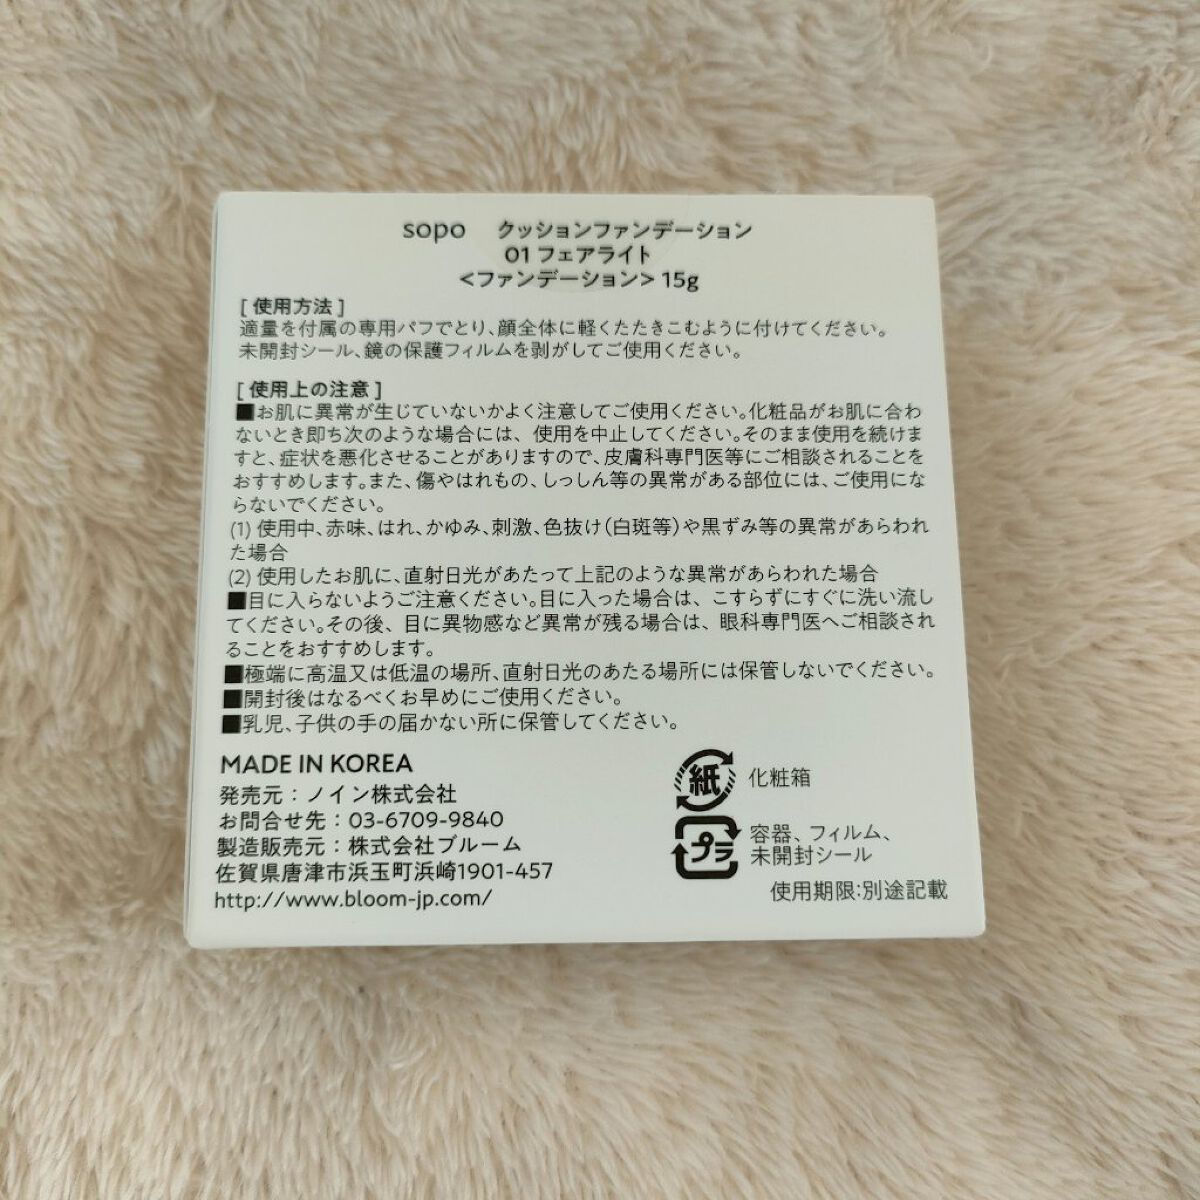 sopo クッションファンデーション
01 フェアライト
<ファンデーション> 15g
[ 使用方法 ]
適量を付属の専用パフでとり、顔全体に軽くたたきこむように付けてください。
未開封シール、鏡の保護フィルムを剥がしてご使用ください。
[ 使用上の注意 ]
■お肌に異常が生じていないかよく注意してご使用ください。化粧品がお肌に合わ
ないとき即ち次のような場合には、使用を中止してください。そのまま使用を続けま
すと、症状を悪化させることがありますので、皮膚科専門医等にご相談されることを
おすすめします。また、傷やはれもの、しっしん等の異常がある部位には、ご使用にな
らないでください。
(1) 使用中、赤味、はれ、かゆみ、刺激、色抜け(白斑等)や黒ずみ等の異常があらわれ
た場合
(2) 使用したお肌に、直射日光があたって上記のような異常があらわれた場合
■目に入らないようご注意ください。目に入った場合は、こすらずにすぐに洗い流し
てください。その後、目に異物感など異常が残る場合は、眼科専門医へご相談され
ることをおすすめします。
■極端に高温又は低温の場所、直射日光のあたる場所には保管しないでください。
■開封後はなるべくお早めにご使用ください。
■乳児、子供の手の届かない所に保管してください。
MADE IN KOREA
発売元：ノイン株式会社
お問合せ先：03-6709-9840
製造販売元：株式会社ブルーム
佐賀県唐津市浜玉町浜崎1901-457
http://www.bloom-jp.com/
紙 化粧箱
プラ 容器、フィルム、
未開封シール
使用期限:別途記載